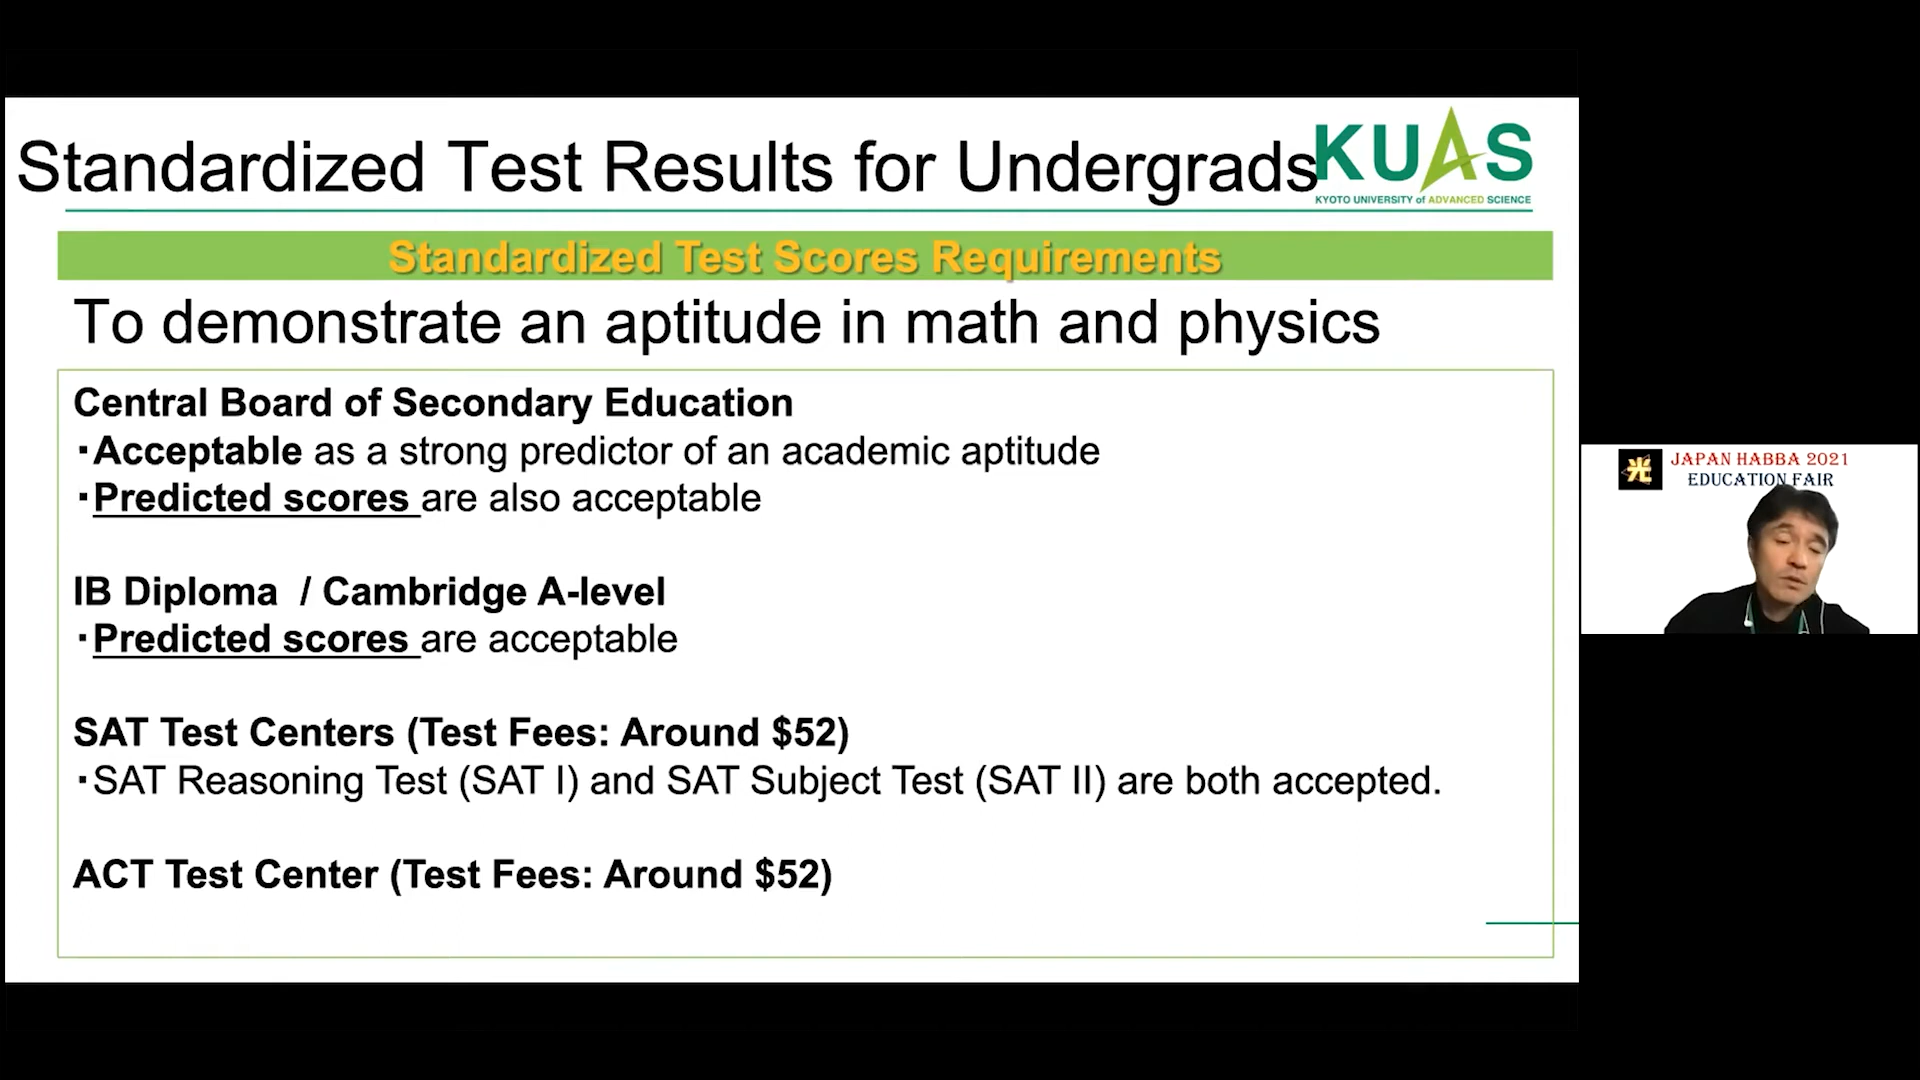 Standardized Test Results for Undergrads
KUAS
KYOTO UNIVERSITY of ADVANCED SCIENCE
Standardized Test Scores Requirements
To demonstrate an aptitude in math and physics
Central Board of Secondary Education
・Acceptable as a strong predictor of an academic aptitude
・Predicted scores are also acceptable
IB Diploma / Cambridge A-level
・Predicted scores are acceptable
SAT Test Centers (Test Fees: Around $52)
・SAT Reasoning Test (SAT I) and SAT Subject Test (SAT II) are both accepted.
ACT Test Center (Test Fees: Around $52)
光
JAPAN HABBA 2021
EDUCATION FAIR